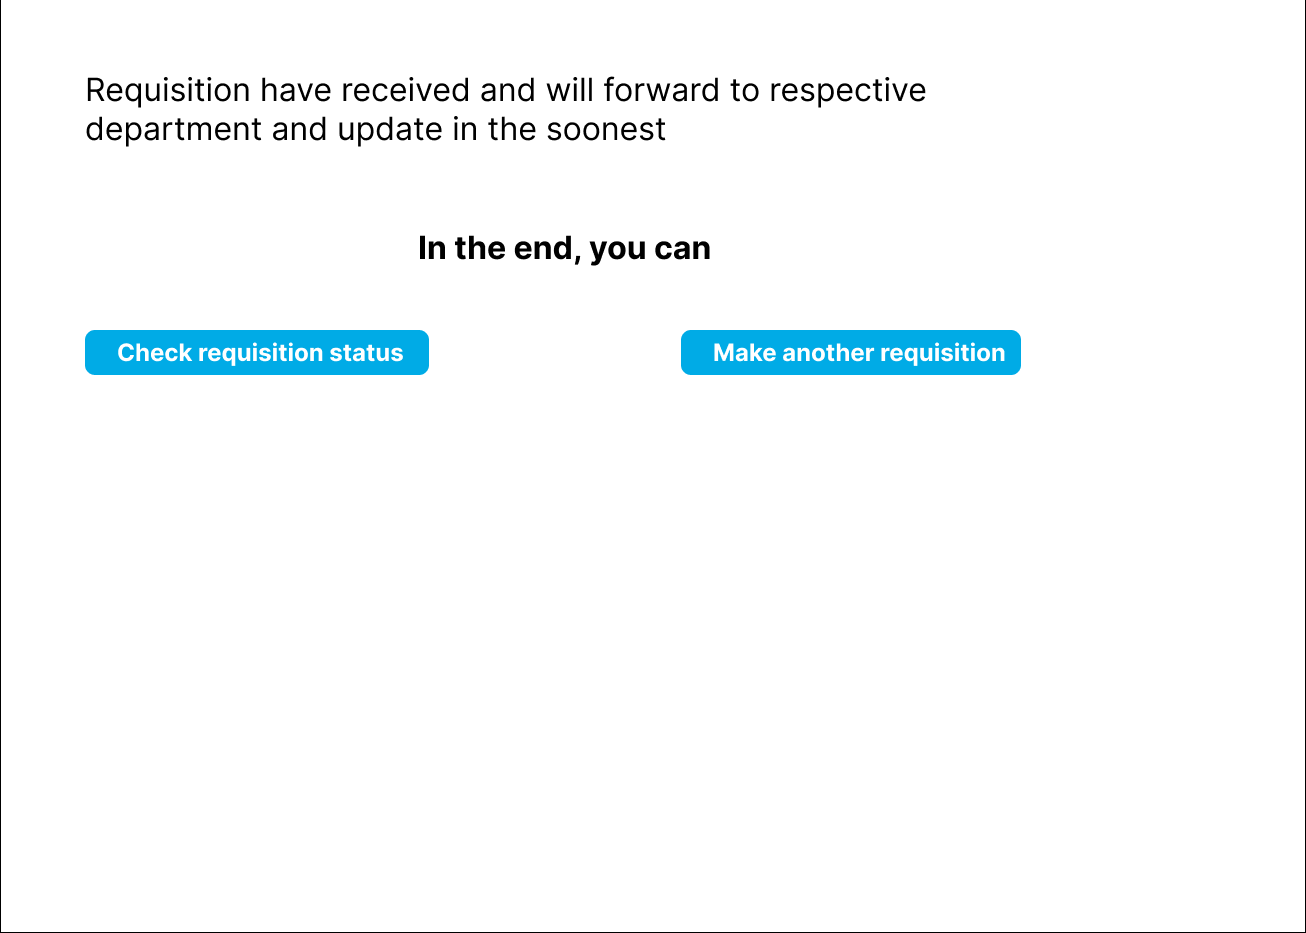 Requisition have received and will forward to respective
department and update in the soonest
In the end, you can
Check requisition status
Make another requisition